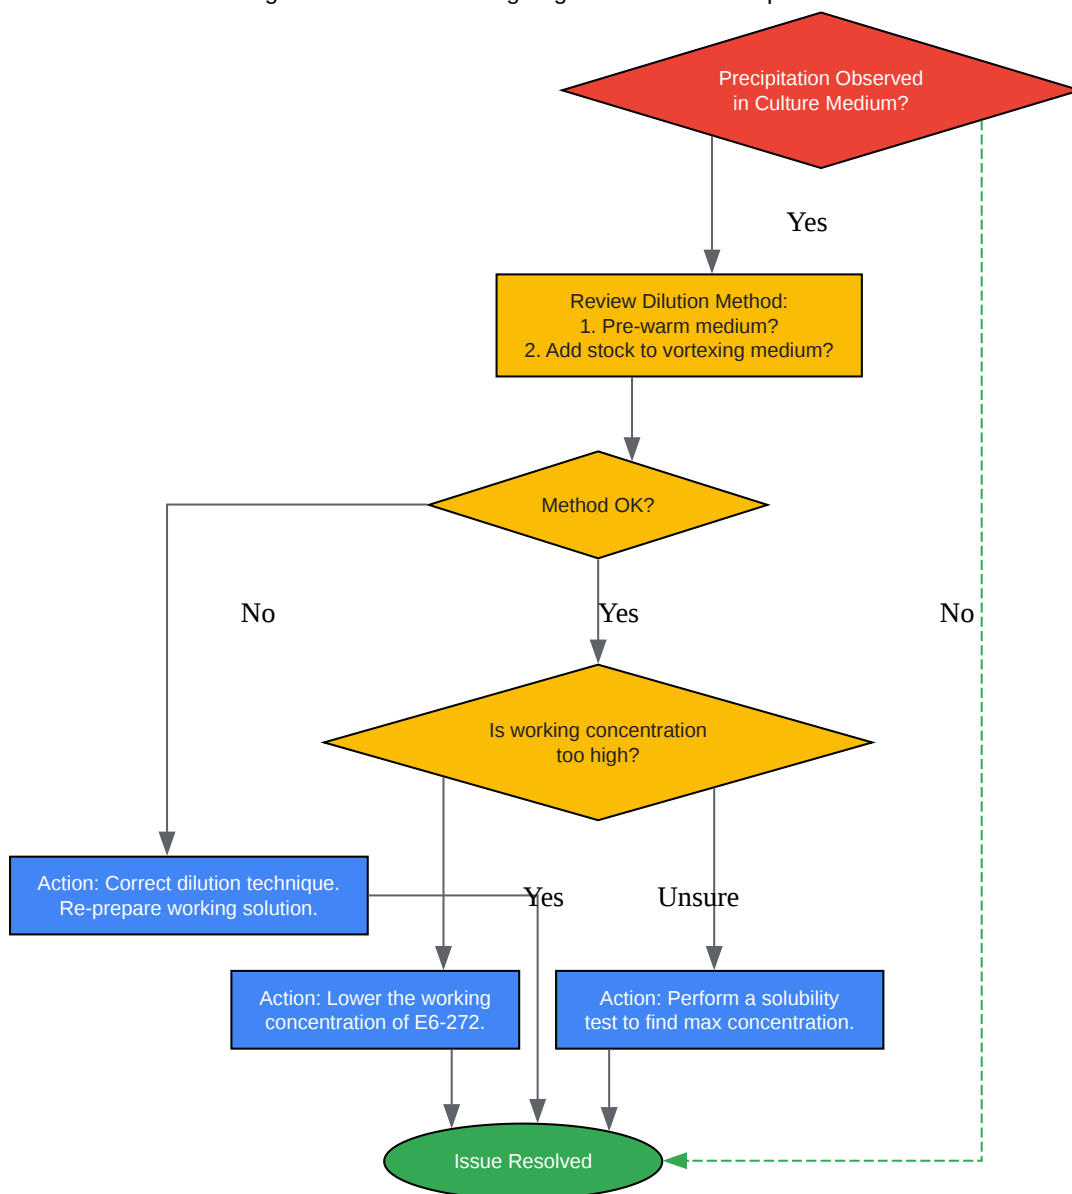 Precipitation Observed
in Culture Medium?
Yes
Review Dilution Method:
1. Pre-warm medium?
2. Add stock to vortexing medium?
Method OK?
No
Yes
No
Is working concentration
too high?
Action: Correct dilution technique.
Re-prepare working solution.
Yes
Unsure
Action: Lower the working
concentration of E6-272.
Action: Perform a solubility
test to find max concentration.
Issue Resolved